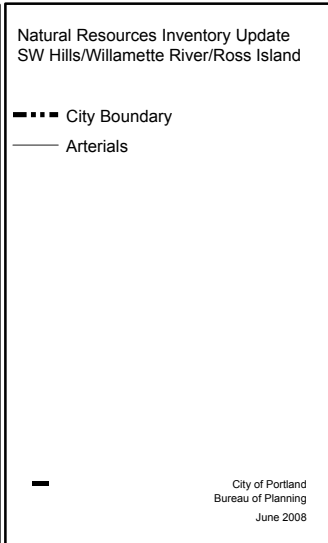 Natural Resources Inventory Update
SW Hills/Willamette River/Ross Island
City Boundary
Arterials
City of Portland
Bureau of Planning
June 2008